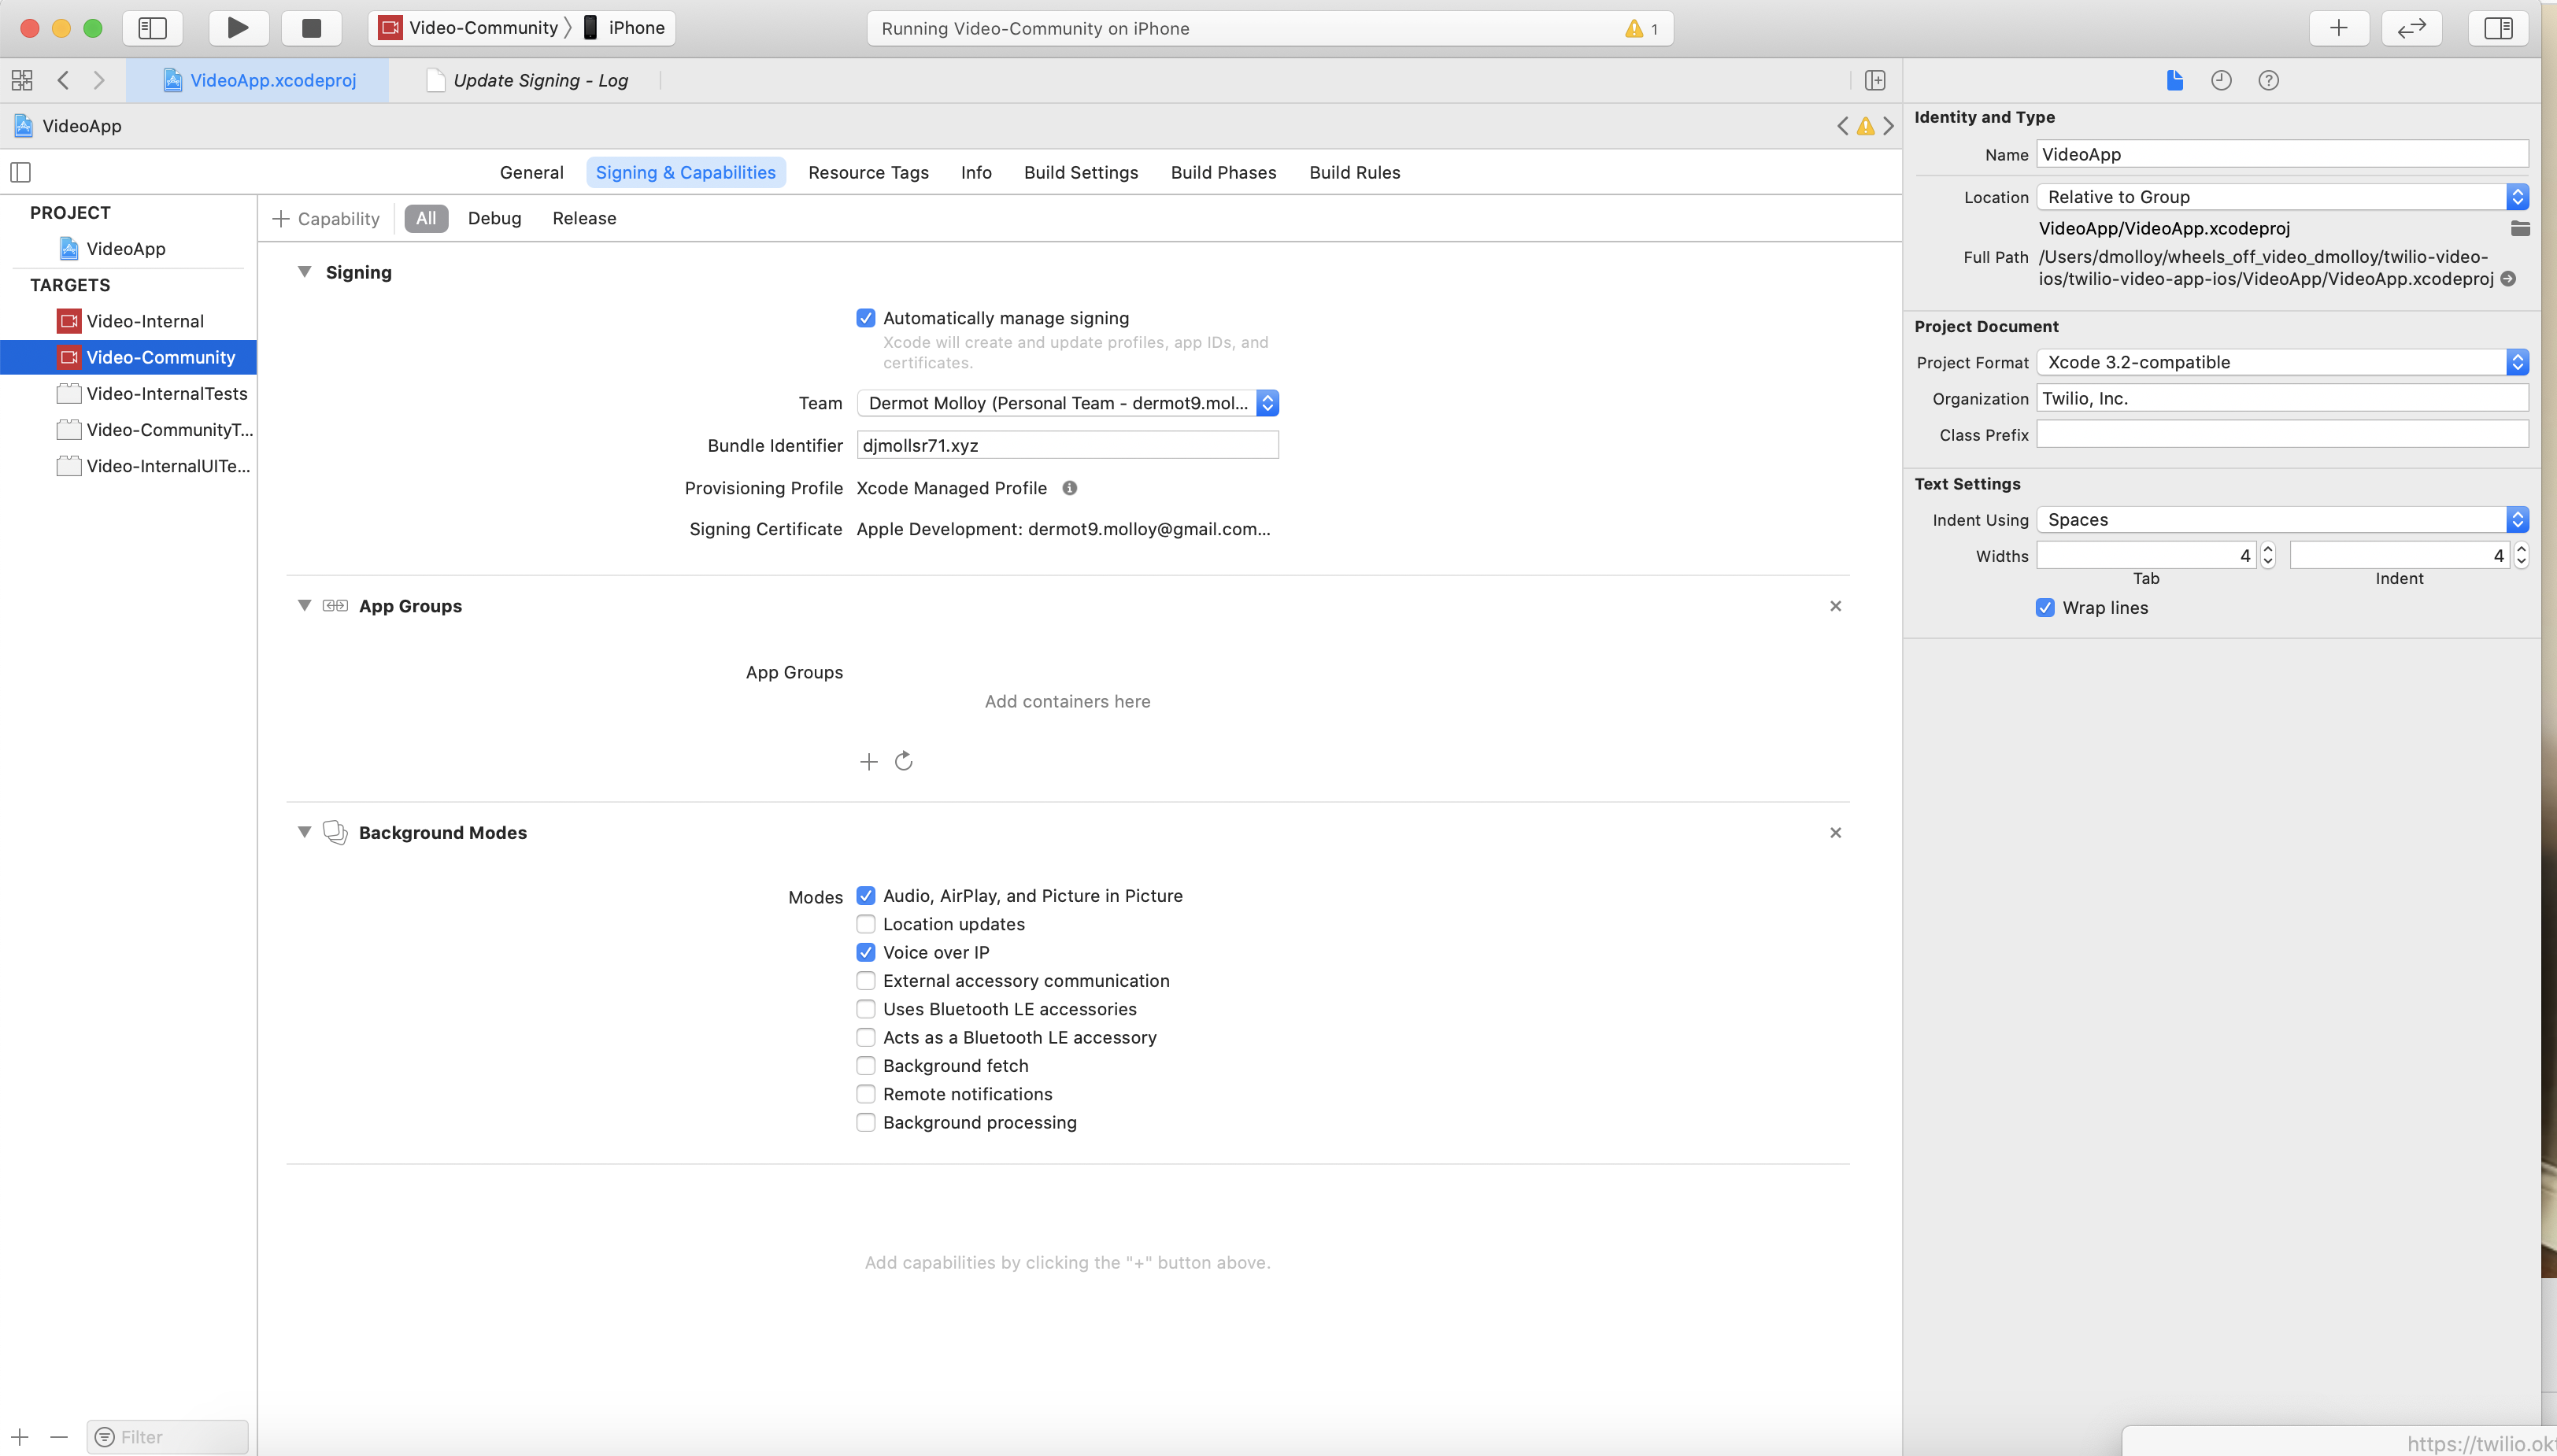 Video-Community
iPhone
Running Video-Community on iPhone
1
VideoApp.xcodeproj
Update Signing - Log
VideoApp
General
Signing & Capabilities
Resource Tags
Info
Build Settings
Build Phases
Build Rules
PROJECT
VideoApp
TARGETS
Video-Internal
Video-Community
Video-InternalTests
Video-CommunityT...
Video-InternalUITe...
Filter
Capability
All
Debug
Release
Signing
Automatically manage signing
Xcode will create and update profiles, app IDs, and
certificates.
Team Dermot Molloy (Personal Team - dermot9.mol...
Bundle Identifier djmollsr71.xyz
Provisioning Profile Xcode Managed Profile
Signing Certificate Apple Development: dermot9.molloy@gmail.com...
App Groups
App Groups
Add containers here
Background Modes
Modes Audio, AirPlay, and Picture in Picture
Location updates
Voice over IP
External accessory communication
Uses Bluetooth LE accessories
Acts as a Bluetooth LE accessory
Background fetch
Remote notifications
Background processing
Add capabilities by clicking the "+" button above.
Identity and Type
Name VideoApp
Location Relative to Group
VideoApp/VideoApp.xcodeproj
Full Path /Users/dmolloy/wheels_off_video_dmolloy/twilio-video-
ios/twilio-video-app-ios/VideoApp/VideoApp.xcodeproj
Project Document
Project Format Xcode 3.2-compatible
Organization Twilio, Inc.
Class Prefix
Text Settings
Indent Using Spaces
Widths 4 4
Tab Indent
Wrap lines
https://twilio.okt